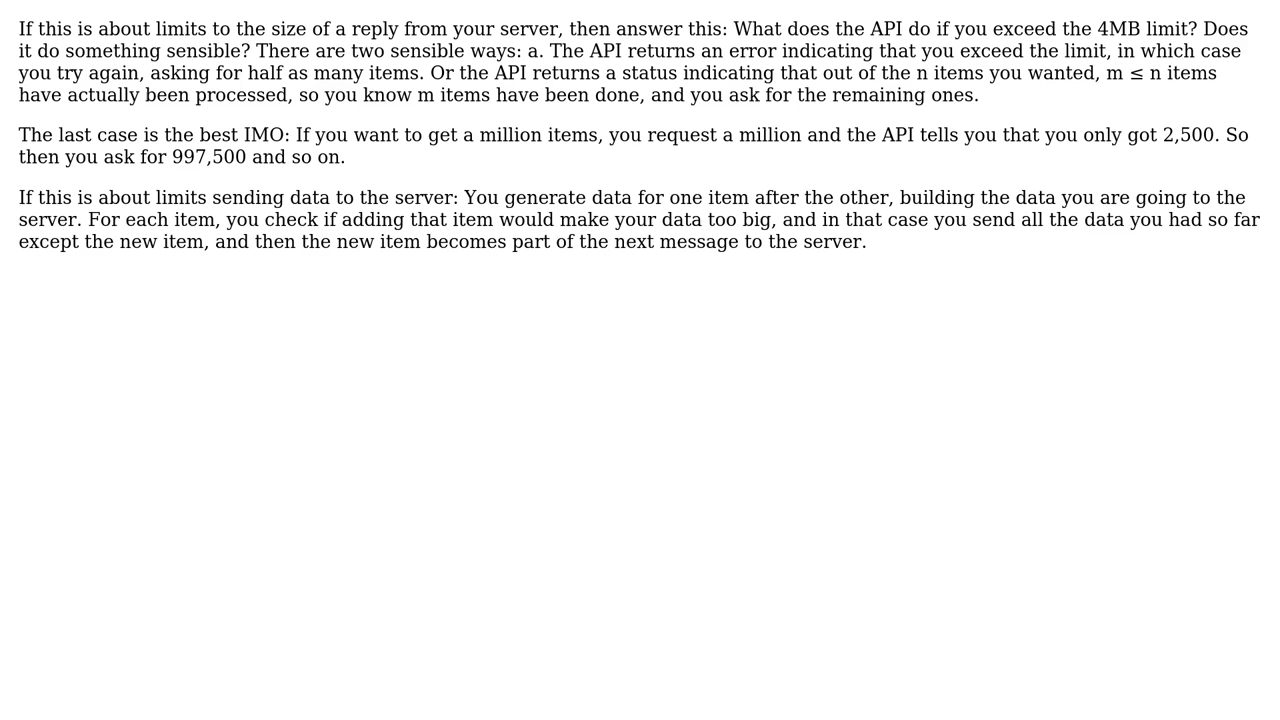 If this is about limits to the size of a reply from your server, then answer this: What does the API do if you exceed the 4MB limit? Does
it do something sensible? There are two sensible ways: a. The API returns an error indicating that you exceed the limit, in which case
you try again, asking for half as many items. Or the API returns a status indicating that out of the n items you wanted, m ≤ n items
have actually been processed, so you know m items have been done, and you ask for the remaining ones.
The last case is the best IMO: If you want to get a million items, you request a million and the API tells you that you only got 2,500. So
then you ask for 997,500 and so on.
If this is about limits sending data to the server: You generate data for one item after the other, building the data you are going to the
server. For each item, you check if adding that item would make your data too big, and in that case you send all the data you had so far
except the new item, and then the new item becomes part of the next message to the server.